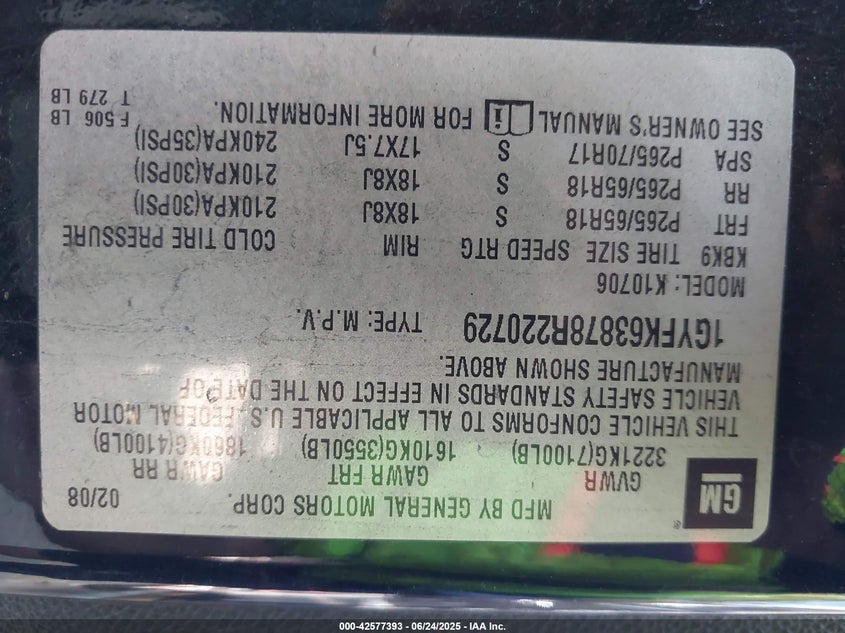 MFD BY GENERAL MOTORS CORP.
02/08
GM
®
GVWR GAWR FRT GAWR RR
3221KG(7100LB) 1610KG(3550LB) 1860KG(4100LB)
THIS VEHICLE CONFORMS TO ALL APPLICABLE U.S. FEDERAL MOTOR
VEHICLE SAFETY STANDARDS IN EFFECT ON THE DATE OF
MANUFACTURE SHOWN ABOVE.
1GYFK63878R220729 TYPE: M.P.V.
MODEL: K10706
KBK9 TIRE SIZE SPEED RTG RIM COLD TIRE PRESSURE
FRT P265/65R18 S 18X8J 210KPA(30PSI)
RR P265/65R18 S 18X8J 210KPA(30PSI)
SPA P265/70R17 S 17X7.5J 240KPA(35PSI)
SEE OWNER'S MANUAL i FOR MORE INFORMATION.
F 506 LB
T 279 LB
000-42577393 - 06/24/2025 - IAA Inc.